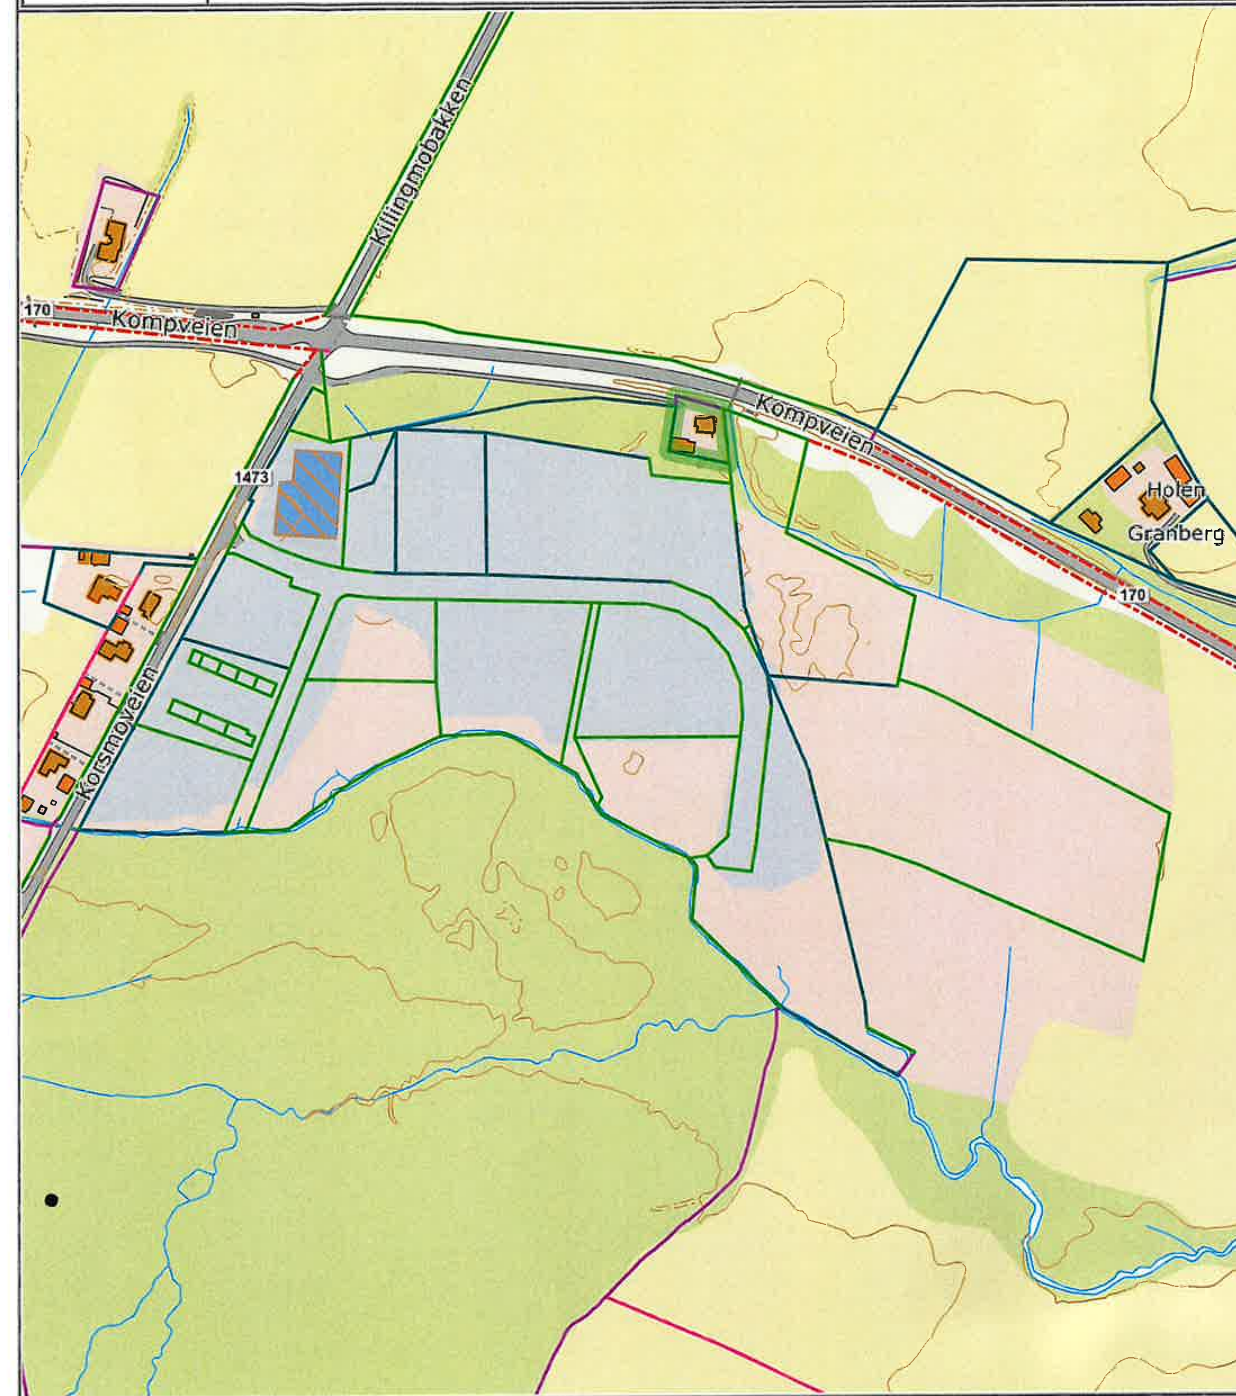 Killingmobakken
170
Kompveien
Kompveien
1473
Holen
Granberg
170
Korsmoveien